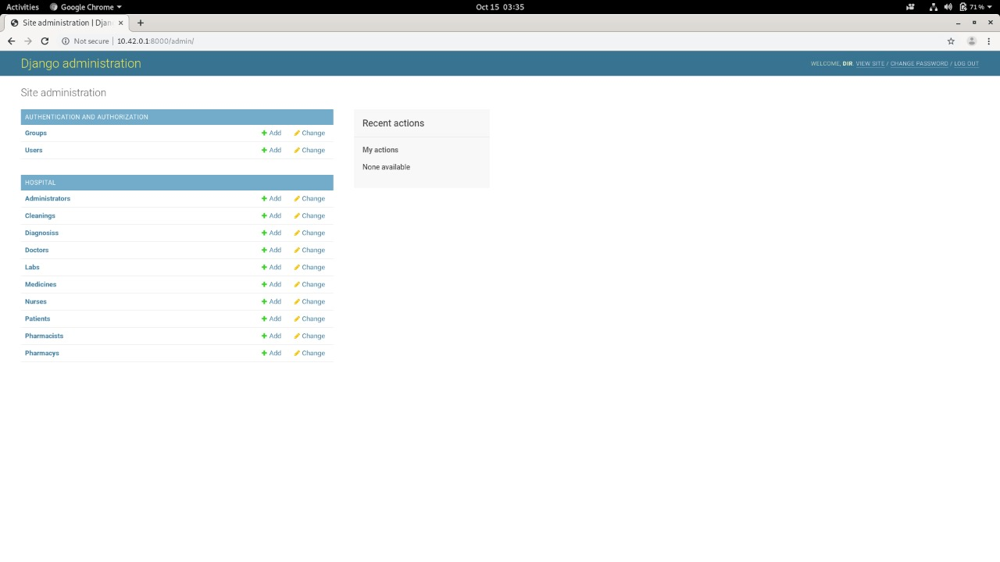 Activities Google Chrome Oct 15 03:35 71%
Site administration | Djan
Not secure 10.42.0.1:8000/admin/
Django administration WELCOME, DIR. VIEW SITE / CHANGE PASSWORD / LOG OUT
Site administration
AUTHENTICATION AND AUTHORIZATION
Groups Add Change
Users Add Change
HOSPITAL
Administrators Add Change
Cleanings Add Change
Diagnosiss Add Change
Doctors Add Change
Labs Add Change
Medicines Add Change
Nurses Add Change
Patients Add Change
Pharmacists Add Change
Pharmacys Add Change
Recent actions
My actions
None available